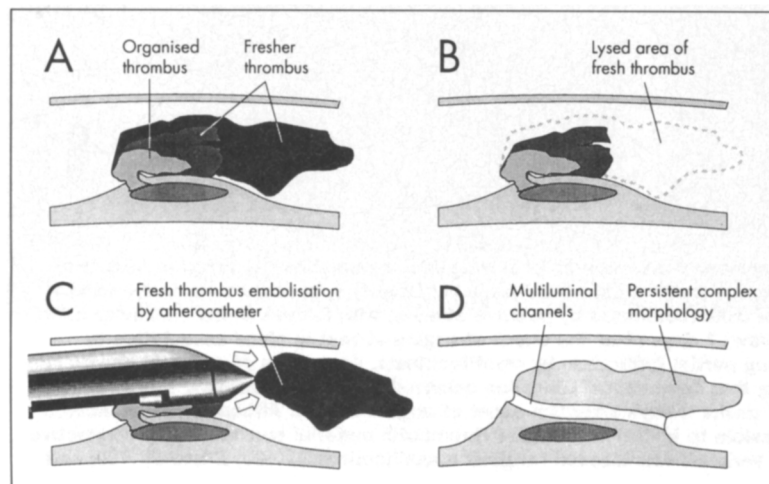 A
Organised
thrombus
Fresher
thrombus
B
Lysed area of
fresh thrombus
C
Fresh thrombus embolisation
by atherocatheter
D
Multiluminal
channels
Persistent complex
morphology